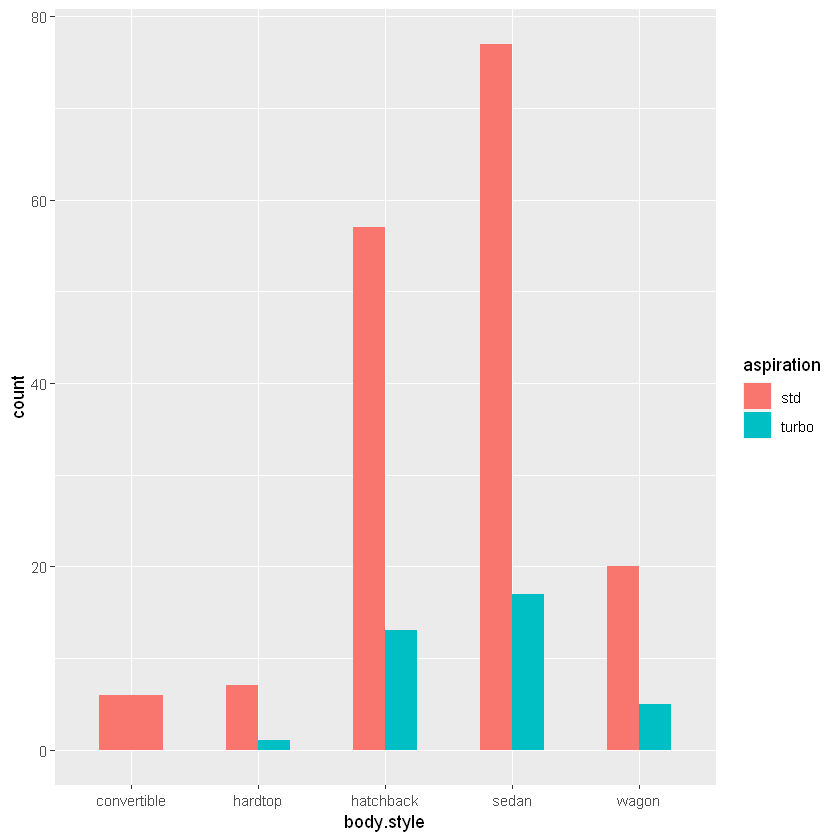 80
60
40
20
0
count
convertible hardtop hatchback sedan wagon
body.style
aspiration
std
turbo